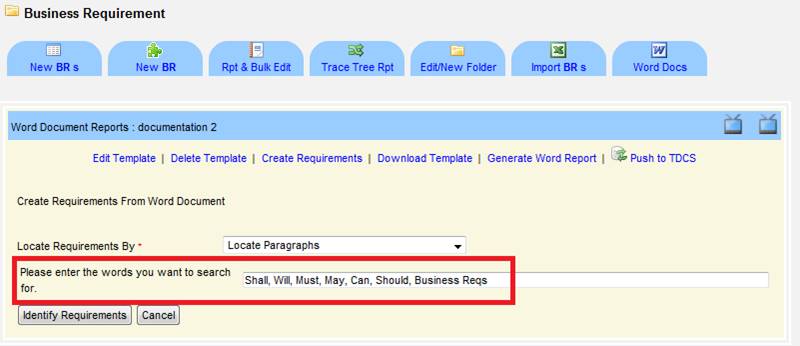 Business Requirement
New BR s
New BR
Rpt & Bulk Edit
Trace Tree Rpt
Edit/New Folder
Import BR s
Word Docs
Word Document Reports : documentation 2
Edit Template | Delete Template | Create Requirements | Download Template | Generate Word Report | Push to TDCS
Create Requirements From Word Document
Locate Requirements By * Locate Paragraphs
Please enter the words you want to search
for.
Shall, Will, Must, May, Can, Should, Business Reqs
Identify Requirements Cancel